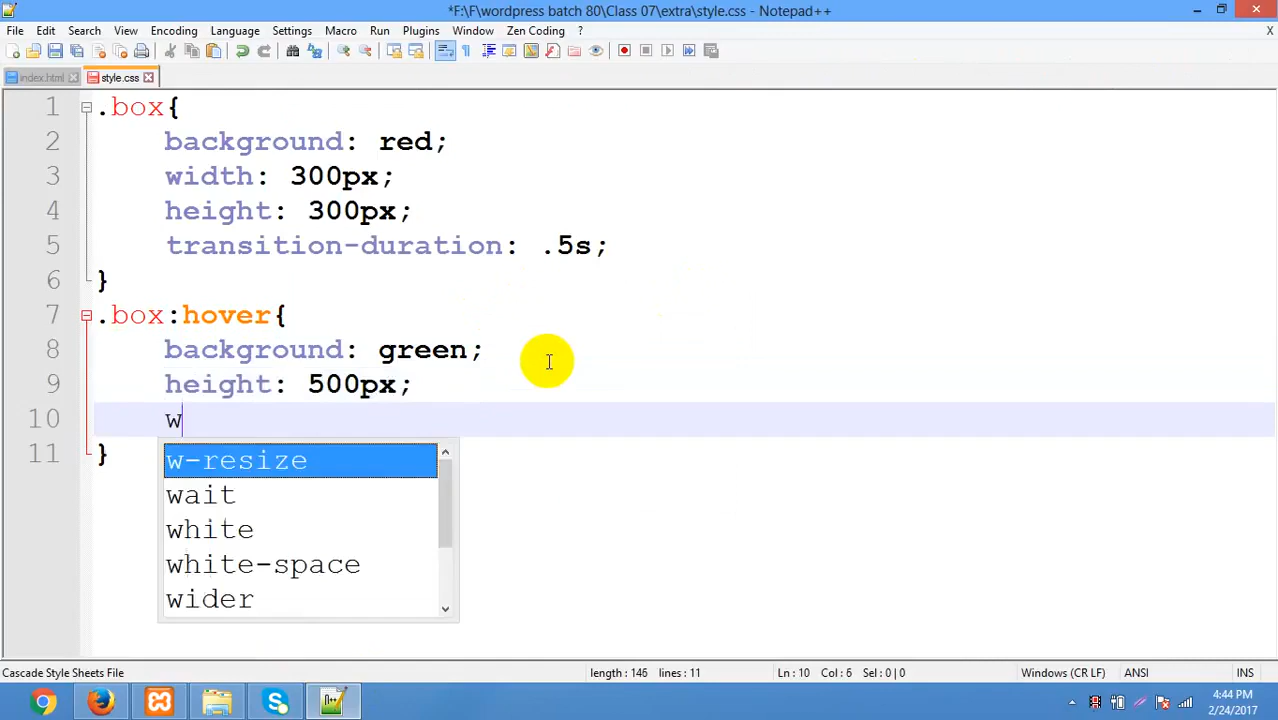 *F:\F\wordpress batch 80\Class 07\extra\style.css - Notepad++
File Edit Search View Encoding Language Settings Macro Run Plugins Window Zen Coding ? X
index.html style.css
1 .box{
2 background: red;
3 width: 300px;
4 height: 300px;
5 transition-duration: .5s;
6 }
7 .box:hover{
8 background: green;
9 height: 500px;
10 w
11 }
w-resize
wait
white
white-space
wider
Cascade Style Sheets File length : 146 lines : 11 Ln : 10 Col : 6 Sel : 0 | 0 Windows (CR LF) ANSI INS
4:44 PM
2/24/2017